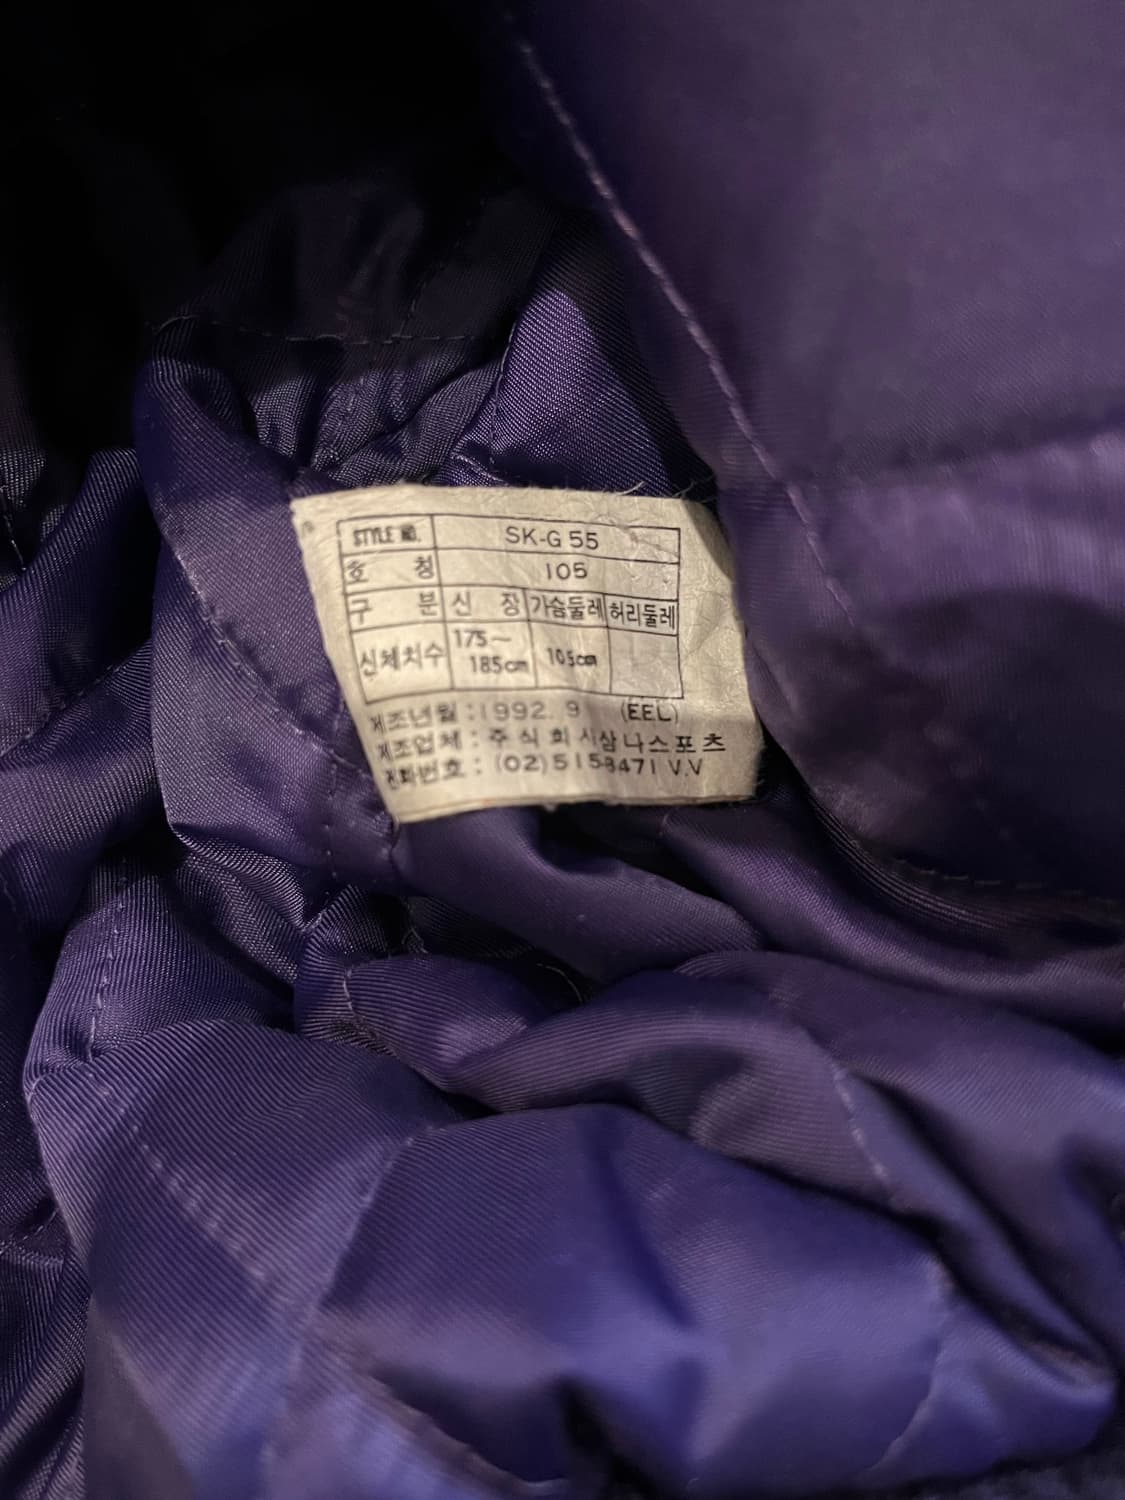 STYLE NO. SK-G 55
호 청 105
구 분 신 장 가슴둘레 허리둘레
신체치수 175~185cm 105cm
제조년월 : 1992. 9 (EEL)
제조업체 : 주식회사삼나스포츠
전화번호 : (02)5158471 V.V